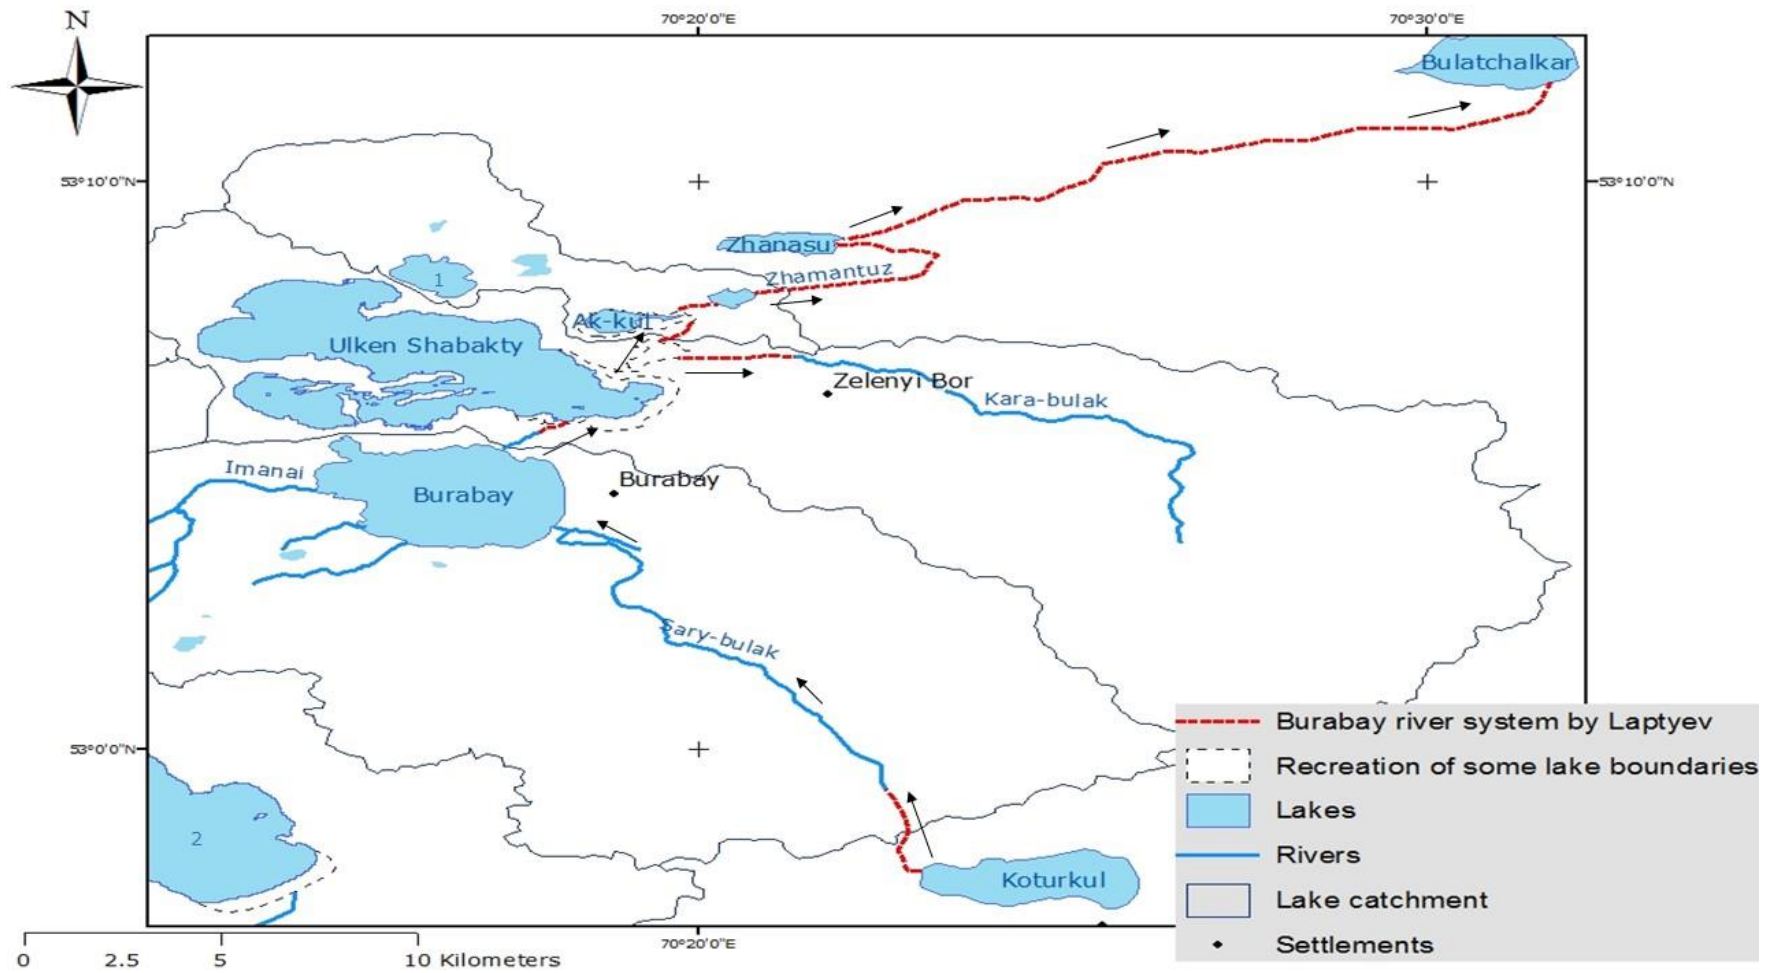 N
70°20'0"E
70°30'0"E
Bulatchalkar
53°10'0"N
53°10'0"N
Zhanasu
Zhamantuz
1
Ak-kul
Ulken Shabakty
Zelenyi Bor
Kara-bulak
Imanai
Burabay
Burabay
Sary-bulak
53°0'0"N
2
Koturkul
Burabay river system by Laptyev
Recreation of some lake boundaries
Lakes
Rivers
Lake catchment
Settlements
70°20'0"E
0 2.5 5 10 Kilometers